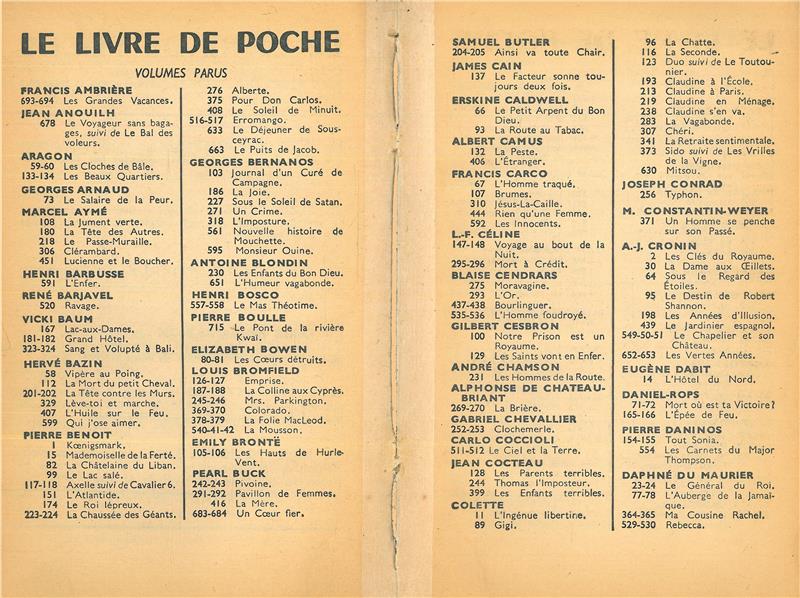 LE LIVRE DE POCHE
VOLUMES PARUS
FRANCIS AMBRIÈRE
693-694 Les Grandes Vacances.
JEAN ANOUILH
678 Le Voyageur sans baga-
ges, suivi de Le Bal des
voleurs.
ARAGON
59-60 Les Cloches de Bâle.
133-134 Les Beaux Quartiers.
GEORGES ARNAUD
73 Le Salaire de la Peur.
MARCEL AYMÉ
108 La Jument verte.
180 La Tête des Autres.
218 Le Passe-Muraille.
306 Clérambard.
451 Lucienne et le Boucher.
HENRI BARBUSSE
591 L'Enfer.
RENÉ BARJAVEL
520 Ravage.
VICKI BAUM
167 Lac-aux-Dames.
181-182 Grand Hôtel.
323-324 Sang et Volupté à Bali.
HERVÉ BAZIN
58 Vipère au Poing.
112 La Mort du petit Cheval.
201-202 La Tête contre les Murs.
329 Lève-toi et marche.
407 L'Huile sur le Feu.
599 Qui j'ose aimer.
PIERRE BENOIT
1 Kœnigsmark.
15 Mademoiselle de la Ferté.
82 La Châtelaine du Liban.
99 Le Lac salé.
117-118 Axelle suivi de Cavalier 6.
151 L'Atlantide.
174 Le Roi lépreux.
223-224 La Chaussée des Géants.
276 Alberte.
375 Pour Don Carlos.
408 Le Soleil de Minuit.
516-517 Erromango.
633 Le Déjeuner de Sous-
ceyrac.
663 Le Puits de Jacob.
GEORGES BERNANOS
103 Journal d'un Curé de
Campagne.
186 La Joie.
227 Sous le Soleil de Satan.
271 Un Crime.
318 L'Imposture.
561 Nouvelle histoire de
Mouchette.
595 Monsieur Ouine.
ANTOINE BLONDIN
230 Les Enfants du Bon Dieu.
651 L'Humeur vagabonde.
HENRI BOSCO
557-558 Le Mas Théotime.
PIERRE BOULLE
715 Le Pont de la rivière
Kwaï.
ELIZABETH BOWEN
80-81 Les Cœurs détruits.
LOUIS BROMFIELD
126-127 Emprise.
187-188 La Colline aux Cyprès.
245-246 Mrs. Parkington.
369-370 Colorado.
378-379 La Folie MacLeod.
540-41-42 La Mousson.
EMILY BRONTË
105-106 Les Hauts de Hurle-
Vent.
PEARL BUCK
242-243 Pivoine.
291-292 Pavillon de Femmes.
416 La Mère.
683-684 Un Cœur fier.
SAMUEL BUTLER
204-205 Ainsi va toute Chair.
JAMES CAIN
137 Le Facteur sonne tou-
jours deux fois.
ERSKINE CALDWELL
66 Le Petit Arpent du Bon
Dieu.
93 La Route au Tabac.
ALBERT CAMUS
132 La Peste.
406 L'Étranger.
FRANCIS CARCO
67 L'Homme traqué.
107 Brumes.
310 Jésus-La-Caille.
444 Rien qu'une Femme.
592 Les Innocents.
L.-F. CÉLINE
147-148 Voyage au bout de la
Nuit.
295-296 Mort à Crédit.
BLAISE CENDRARS
275 Moravagine.
293 L'Or.
437-438 Bourlinguer.
535-536 L'Homme foudroyé.
GILBERT CESBRON
100 Notre Prison est un
Royaume.
129 Les Saints vont en Enfer.
ANDRÉ CHAMSON
231 Les Hommes de la Route.
ALPHONSE DE CHATEAU-
BRIANT
269-270 La Brière.
GABRIEL CHEVALLIER
252-253 Clochemerle.
CARLO COCCIOLI
511-512 Le Ciel et la Terre.
JEAN COCTEAU
128 Les Parents terribles.
244 Thomas l'Imposteur.
399 Les Enfants terribles.
COLETTE
11 L'Ingénue libertine.
89 Gigi.
96 La Chatte.
116 La Seconde.
123 Duo suivi de Le Toutou-
nier.
193 Claudine à l'École.
213 Claudine à Paris.
219 Claudine en Ménage.
238 Claudine s'en va.
283 La Vagabonde.
307 Chéri.
341 La Retraite sentimentale.
373 Sido suivi de Les Vrilles
de la Vigne.
630 Mitsou.
JOSEPH CONRAD
256 Typhon.
M. CONSTANTIN-WEYER
371 Un Homme se penche
sur son Passé.
A.-J. CRONIN
2 Les Clés du Royaume.
30 La Dame aux Œillets.
64 Sous le Regard des
Étoiles.
95 Le Destin de Robert
Shannon.
198 Les Années d'Illusion.
439 Le Jardinier espagnol.
549-50-51 Le Chapelier et son
Château.
652-653 Les Vertes Années.
EUGÈNE DABIT
14 L'Hôtel du Nord.
DANIEL-ROPS
71-72 Mort où est ta Victoire?
165-166 L'Épée de Feu.
PIERRE DANINOS
154-155 Tout Sonia.
554 Les Carnets du Major
Thompson.
DAPHNÉ DU MAURIER
23-24 Le Général du Roi.
77-78 L'Auberge de la Jamaï-
que.
364-365 Ma Cousine Rachel.
529-530 Rebecca.